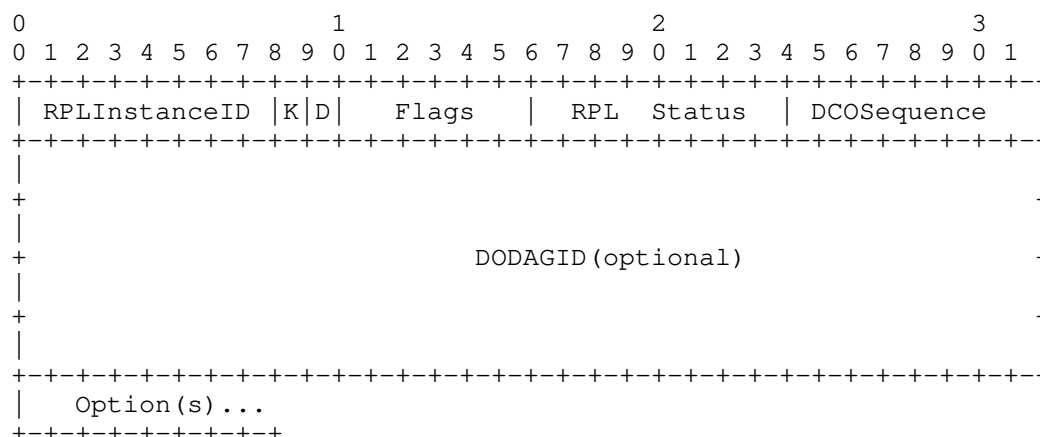 0                   1                   2                   3
0 1 2 3 4 5 6 7 8 9 0 1 2 3 4 5 6 7 8 9 0 1 2 3 4 5 6 7 8 9 0 1
+-+-+-+-+-+-+-+-+-+-+-+-+-+-+-+-+-+-+-+-+-+-+-+-+-+-+-+-+-+-+-+-
| RPLInstanceID |K|D|   Flags   |  RPL  Status  | DCOSequence
+-+-+-+-+-+-+-+-+-+-+-+-+-+-+-+-+-+-+-+-+-+-+-+-+-+-+-+-+-+-+-+-
|
+                                                               -
|
+                            DODAGID(optional)                  -
|
+                                                               -
|
+-+-+-+-+-+-+-+-+-+-+-+-+-+-+-+-+-+-+-+-+-+-+-+-+-+-+-+-+-+-+-+-
|   Option(s)...
+-+-+-+-+-+-+-+-+